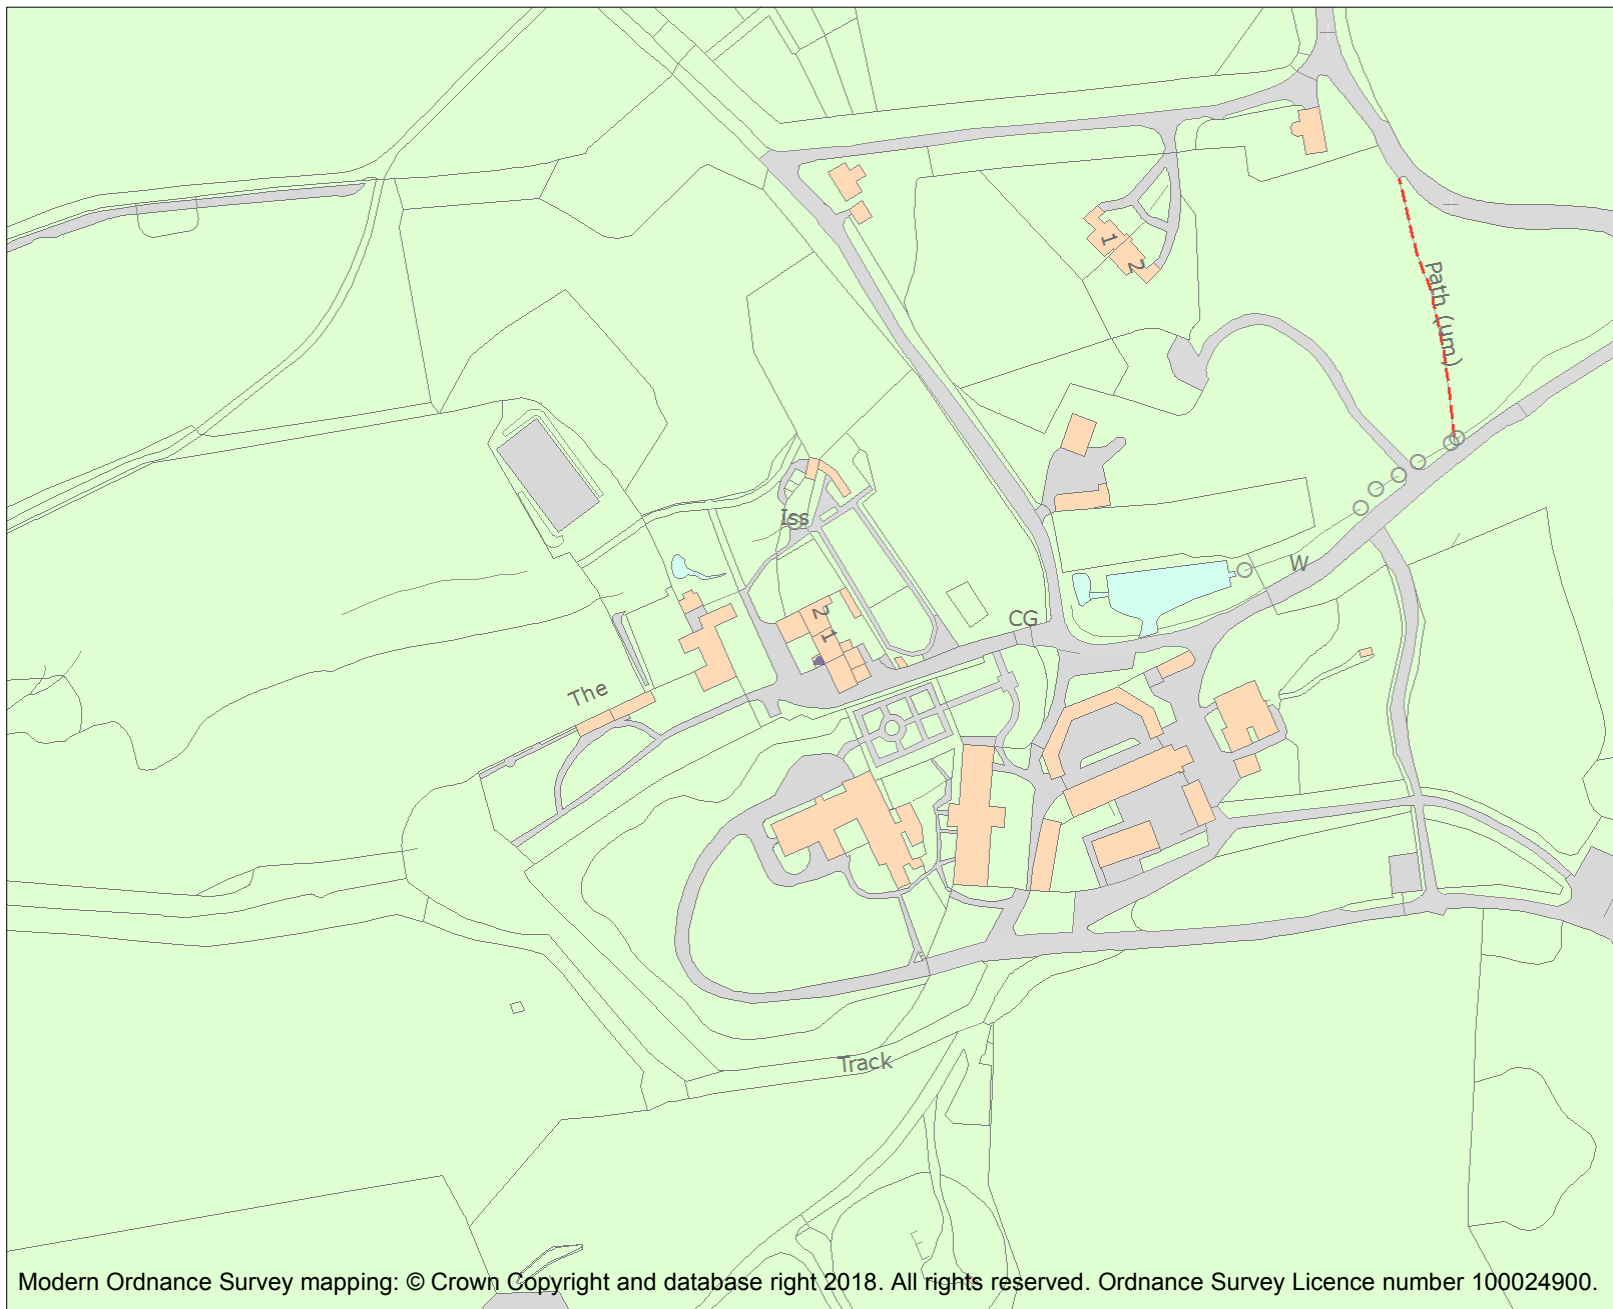 1
2
Path (um)
Iss
W
CG
2
1
The
Track
Modern Ordnance Survey mapping: © Crown Copyright and database right 2018. All rights reserved. Ordnance Survey Licence number 100024900.